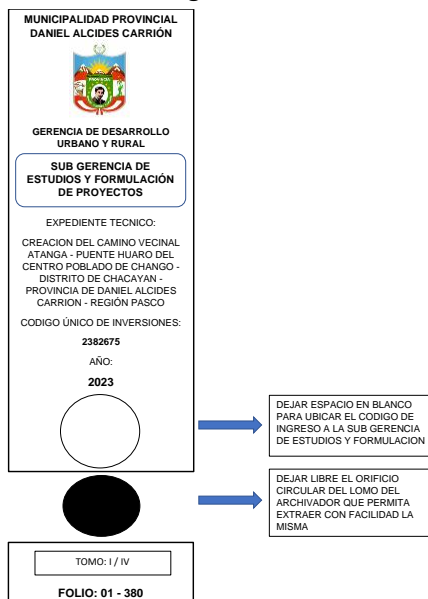 MUNICIPALIDAD PROVINCIAL
DANIEL ALCIDES CARRIÓN
PROVINCIA
GERENCIA DE DESARROLLO
URBANO Y RURAL
SUB GERENCIA DE
ESTUDIOS Y FORMULACIÓN
DE PROYECTOS
EXPEDIENTE TECNICO:
CREACION DEL CAMINO VECINAL
ATANGA - PUENTE HUARO DEL
CENTRO POBLADO DE CHANGO -
DISTRITO DE CHACAYAN -
PROVINCIA DE DANIEL ALCIDES
CARRION - REGIÓN PASCO
CODIGO ÚNICO DE INVERSIONES:
2382675
AÑO:
2023
DEJAR ESPACIO EN BLANCO
PARA UBICAR EL CODIGO DE
INGRESO A LA SUB GERENCIA
DE ESTUDIOS Y FORMULACION
DEJAR LIBRE EL ORIFICIO
CIRCULAR DEL LOMO DEL
ARCHIVADOR QUE PERMITA
EXTRAER CON FACILIDAD LA
MISMA
TOMO: I / IV
FOLIO: 01 - 380